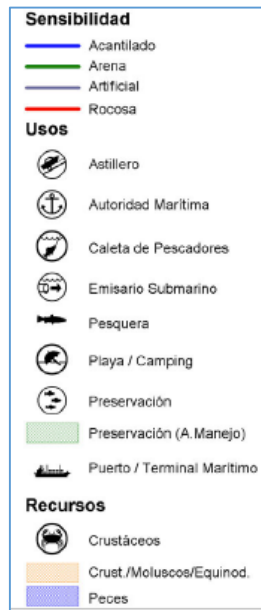 Sensibilidad
Acantilado
Arena
Artificial
Rocosa
Usos
Astillero
Autoridad Marítima
Caleta de Pescadores
Emisario Submarino
Pesquera
Playa / Camping
Preservación
Preservación (A.Manejo)
Puerto / Terminal Marítimo
Recursos
Crustáceos
Crust./Moluscos/Equinod.
Peces